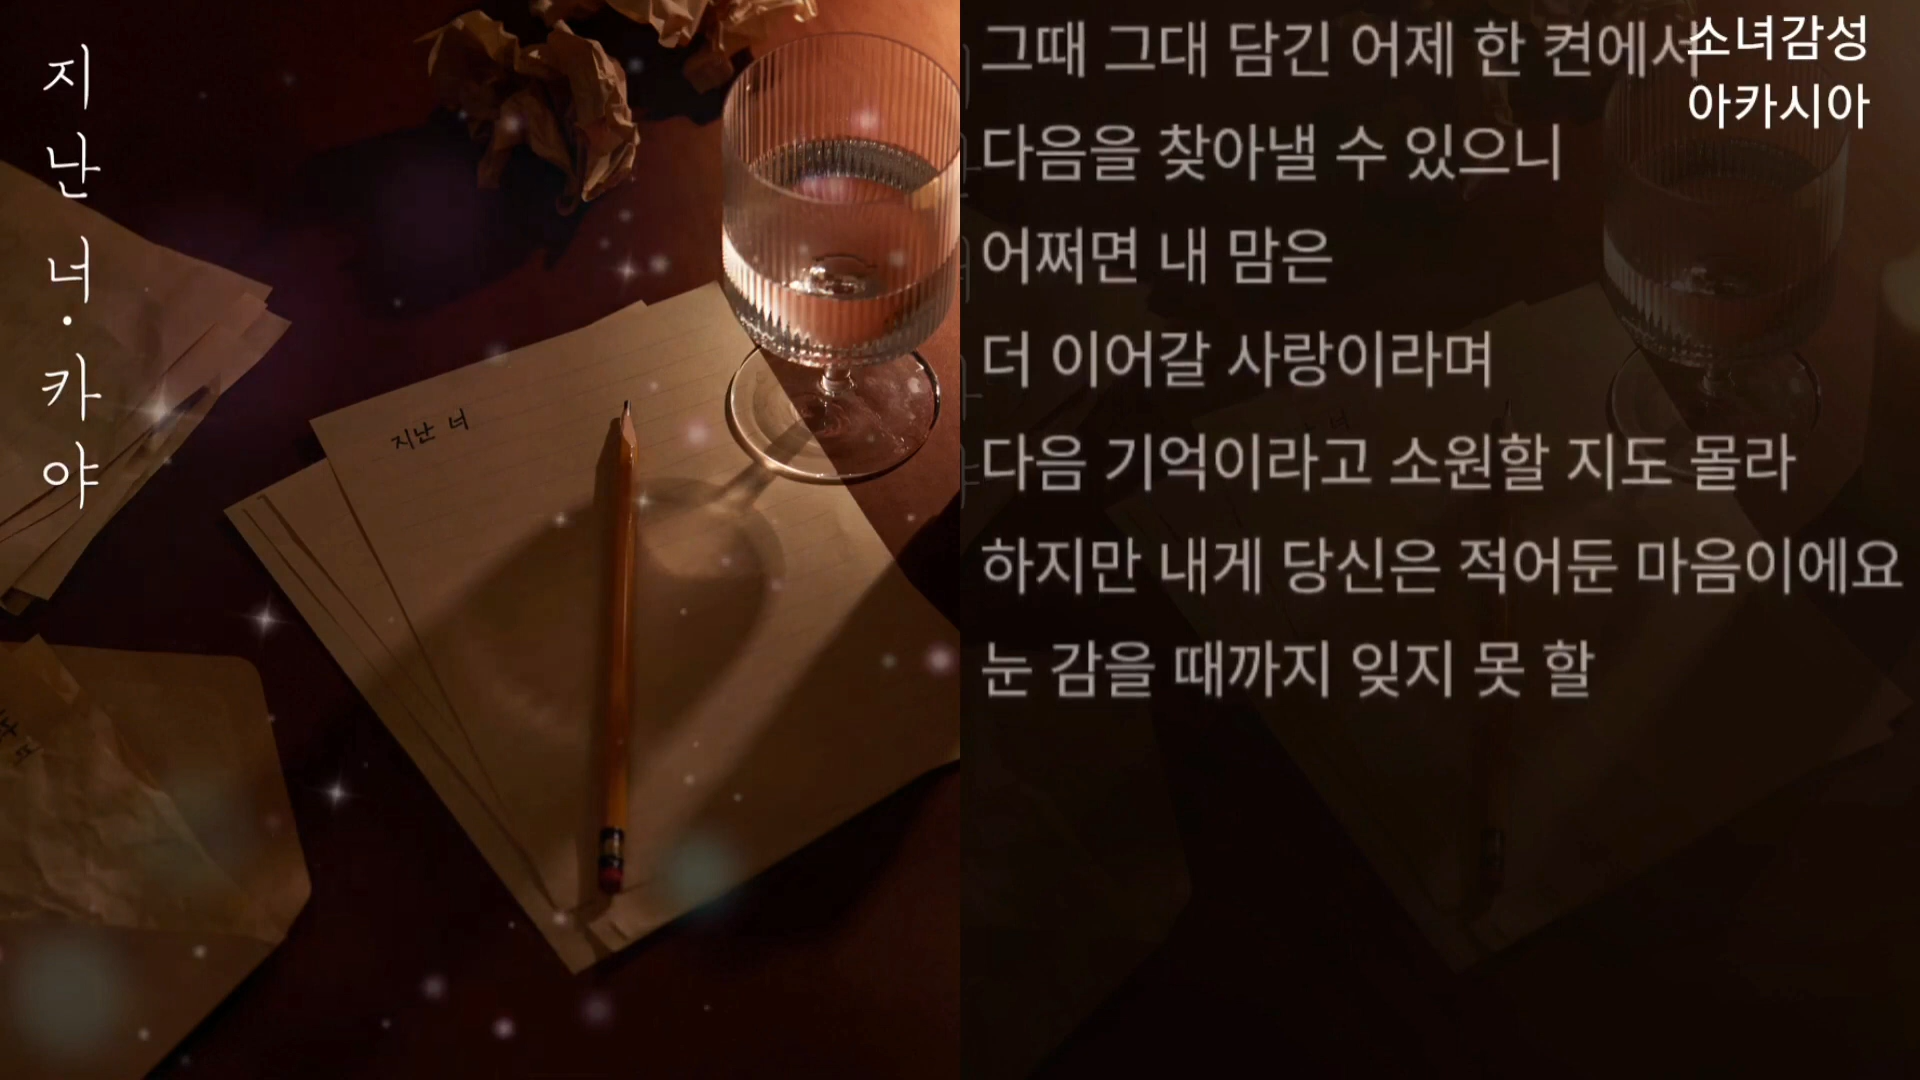 지난 너·카야
지난 너
그때 그대 담긴 어제 한 켠에서
다음을 찾아낼 수 있으니
어쩌면 내 맘은
더 이어갈 사랑이라며
다음 기억이라고 소원할 지도 몰라
하지만 내게 당신은 적어둔 마음이에요
눈 감을 때까지 잊지 못 할
소녀감성
아카시아